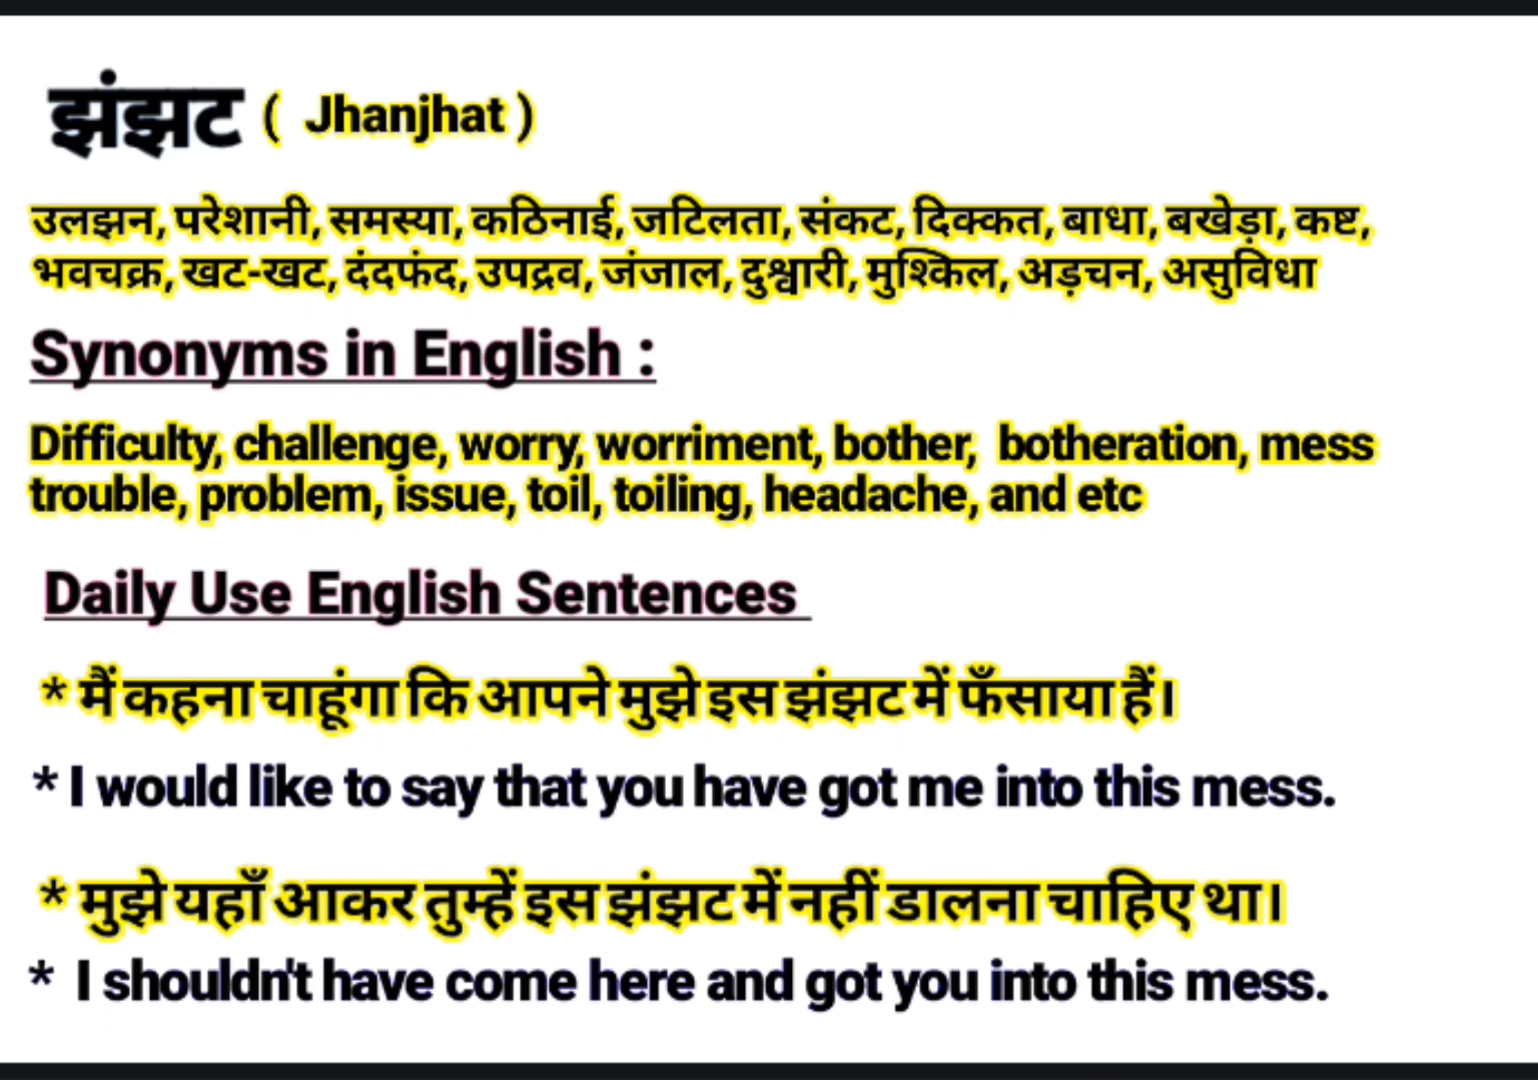 झंझट ( Jhanjhat )
उलझन, परेशानी, समस्या, कठिनाई, जटिलता, संकट, दिक्कत, बाधा, बखेड़ा, कष्ट,
भवचक्र, खट-खट, दंदफंद, उपद्रव, जंजाल, दुश्वारी, मुश्किल, अड़चन, असुविधा
Synonyms in English :
Difficulty, challenge, worry, worriment, bother, botheration, mess
trouble, problem, issue, toil, toiling, headache, and etc
Daily Use English Sentences
* मैं कहना चाहूंगा कि आपने मुझे इस झंझट में फँसाया हैं।
* I would like to say that you have got me into this mess.
* मुझे यहाँ आकर तुम्हें इस झंझट में नहीं डालना चाहिए था।
* I shouldn't have come here and got you into this mess.